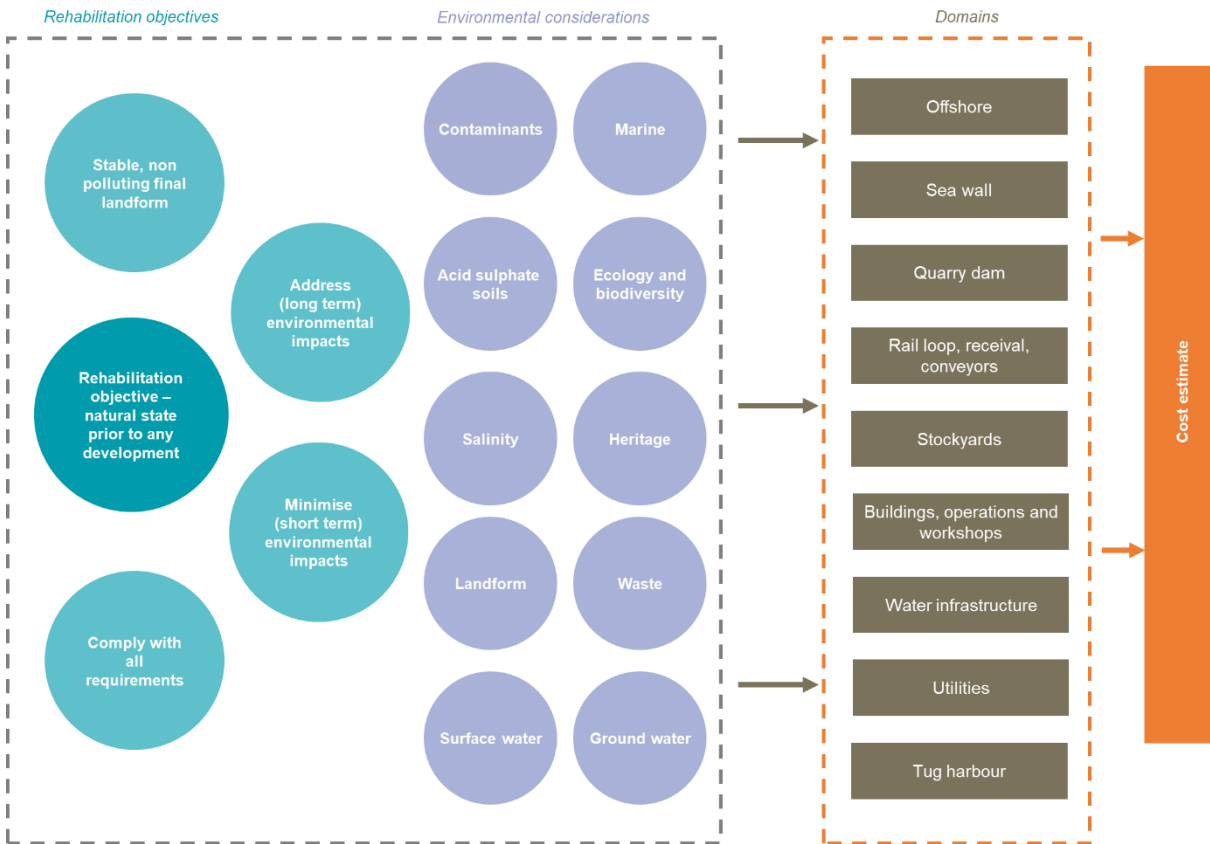 Rehabilitation objectives
Environmental considerations
Domains
Stable, non
polluting final
landform
Address
(long term)
environmental
impacts
Rehabilitation
objective –
natural state
prior to any
development
Minimise
(short term)
environmental
impacts
Comply with
all
requirements
Contaminants
Marine
Acid sulphate
soils
Ecology and
biodiversity
Salinity
Heritage
Landform
Waste
Surface water
Ground water
Offshore
Sea wall
Quarry dam
Rail loop, receival,
conveyors
Stockyards
Buildings, operations and
workshops
Water infrastructure
Utilities
Tug harbour
Cost estimate